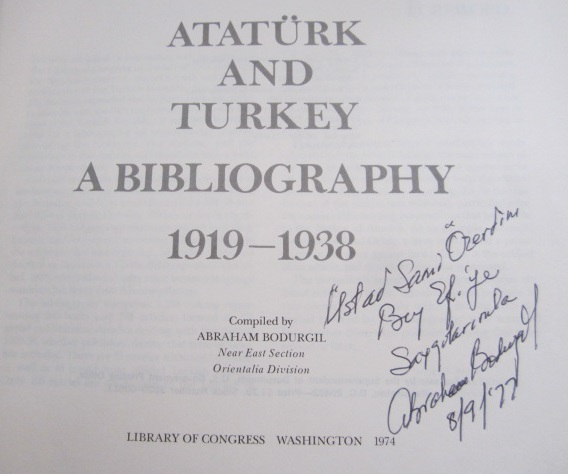 ATATÜRK
AND
TURKEY
A BIBLIOGRAPHY
1919–1938
Compiled by
ABRAHAM BODURGIL
Near East Section
Orientalia Division
LIBRARY OF CONGRESS WASHINGTON 1974
Üstad Sami Özerdim
Bey Ef.'ye
Saygılarımla
Abraham Bodurgil
8/9/'77